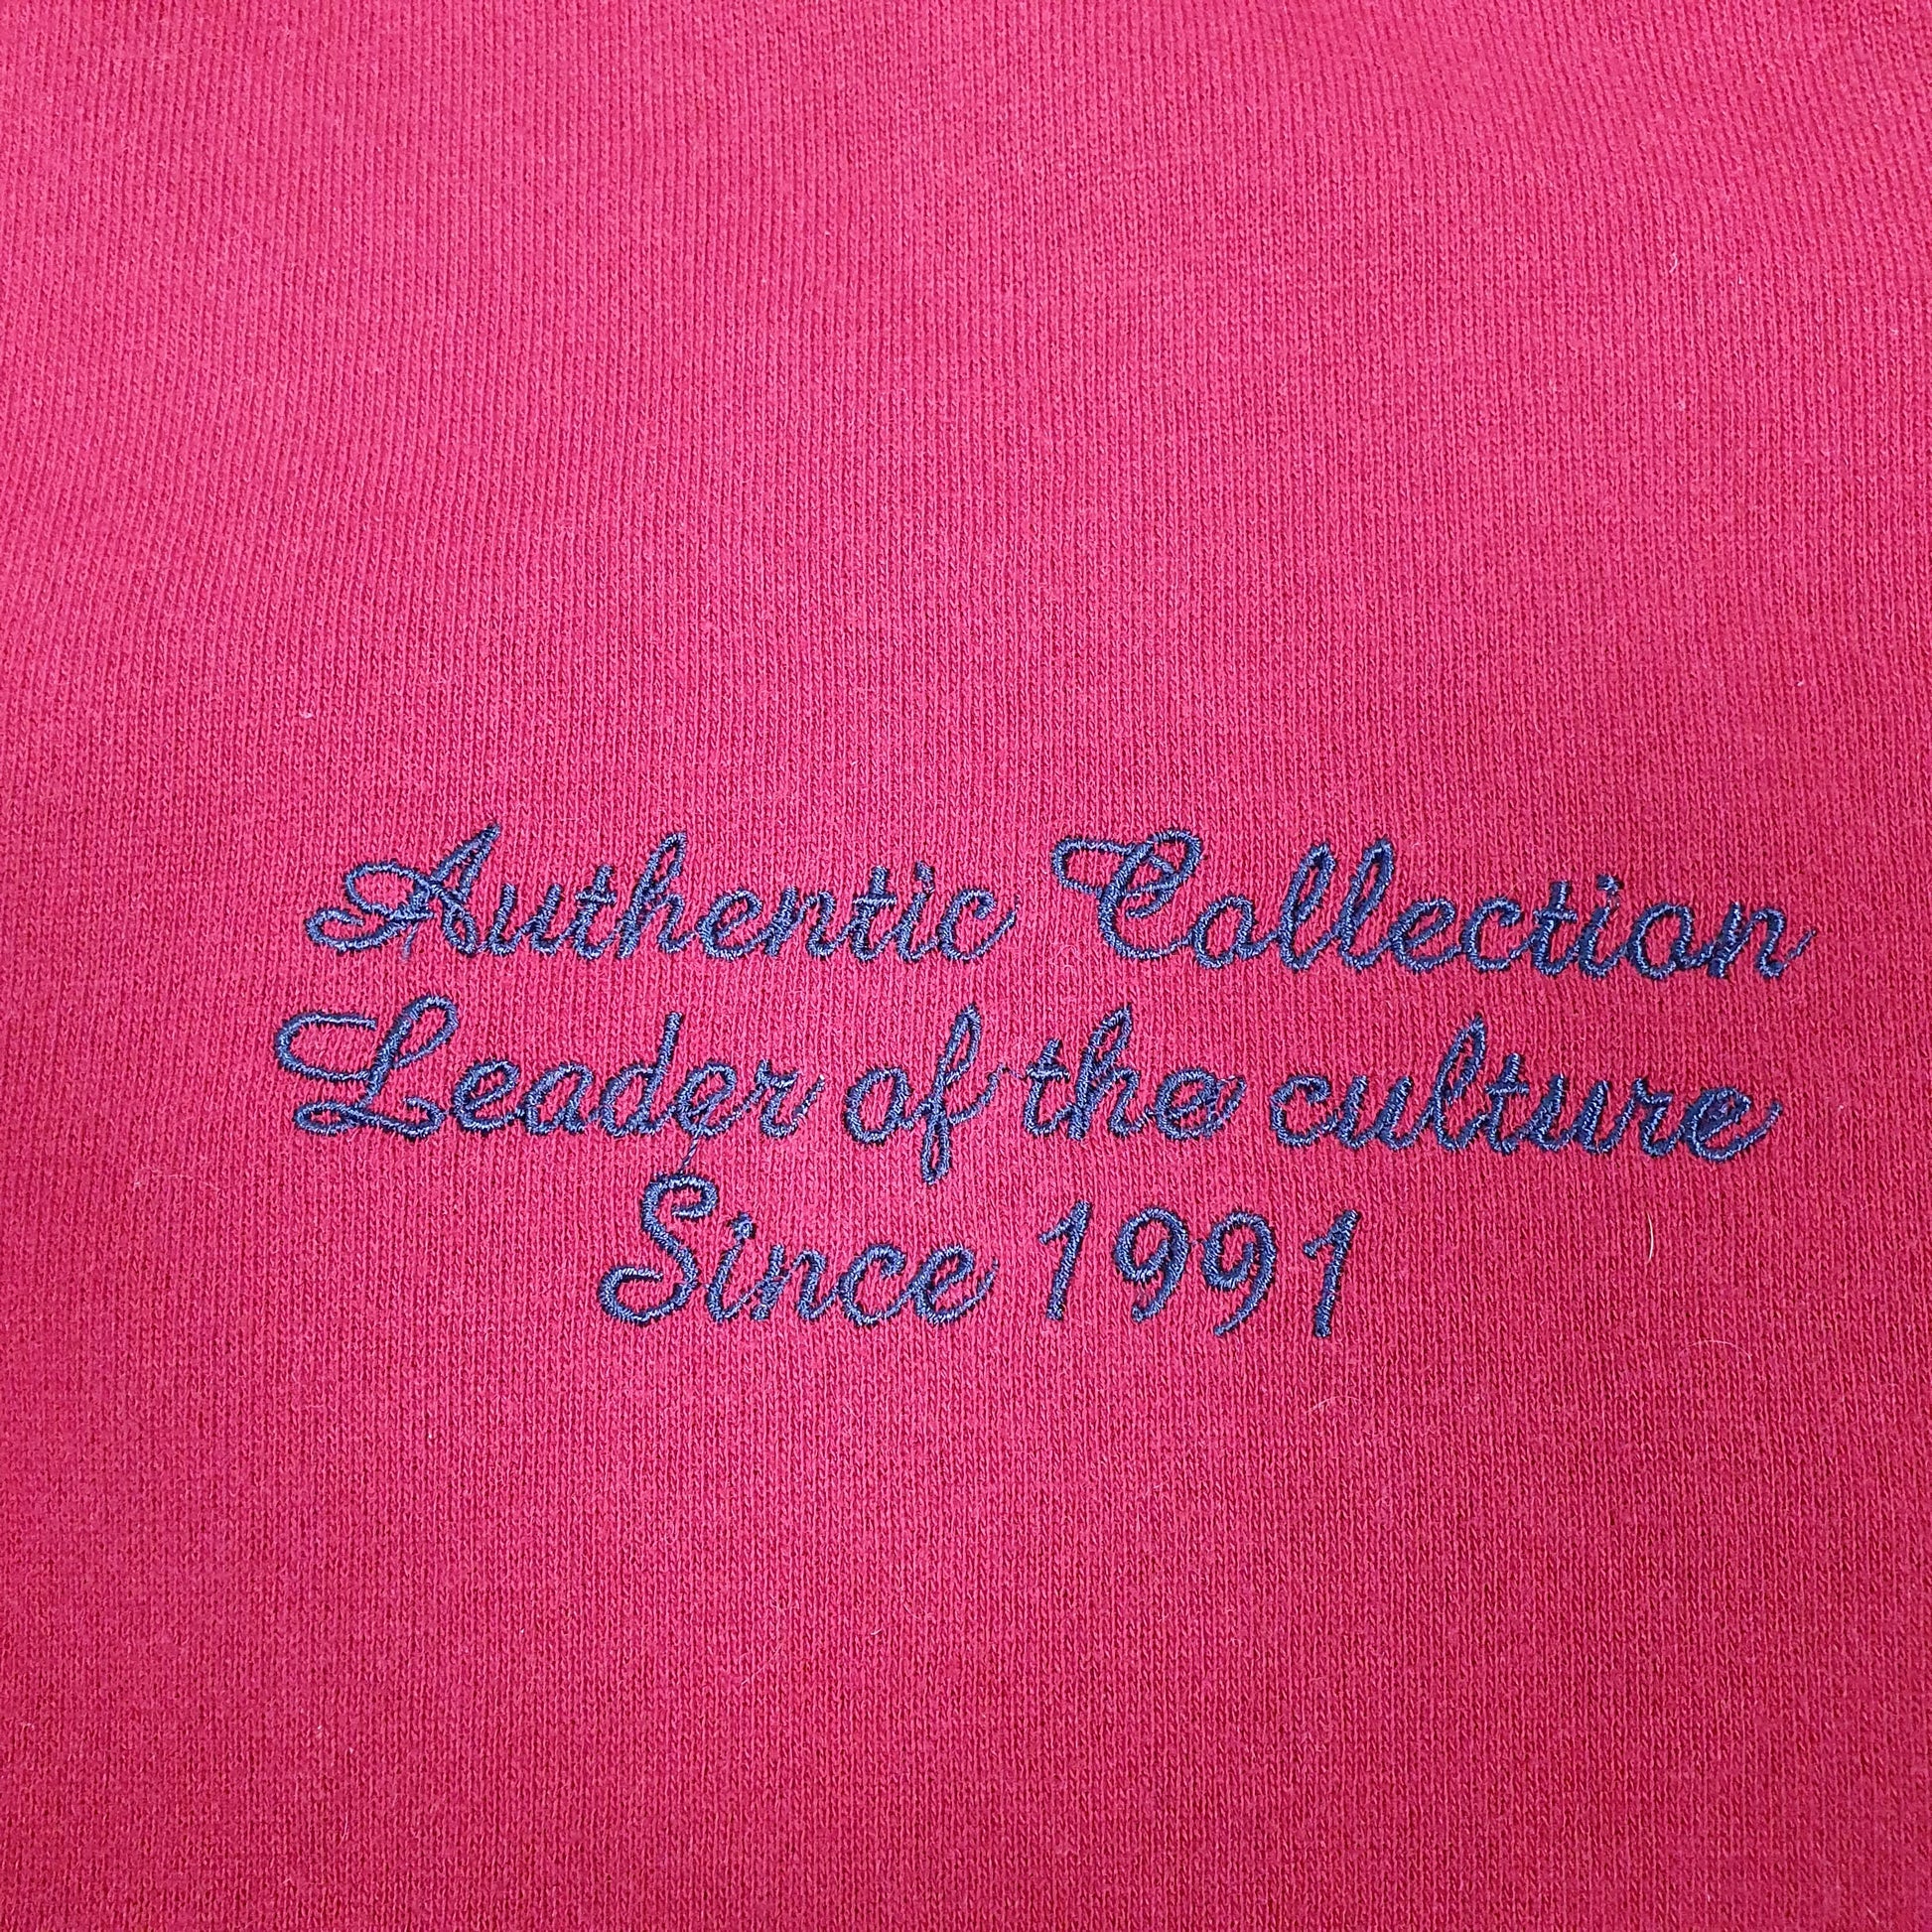 Authentic Collection
Leader of the culture
Since 1991